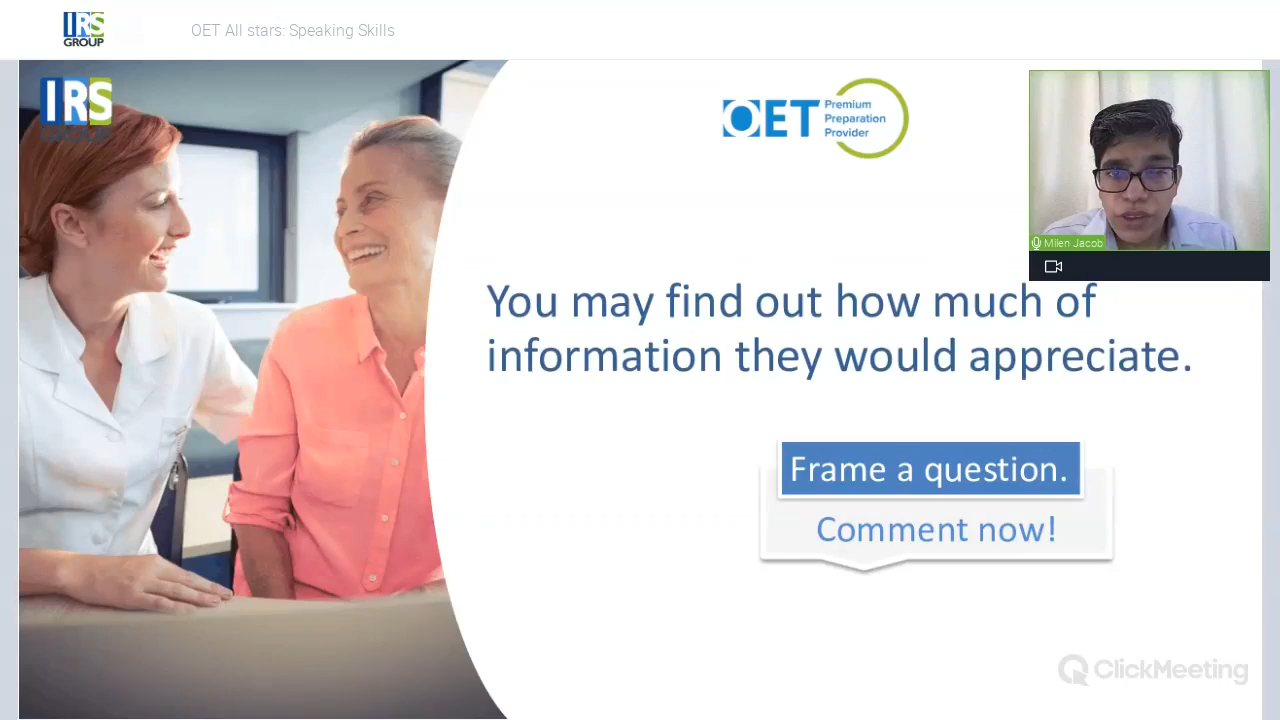 IRS
GROUP
OET All stars: Speaking Skills
IRS
GROUP
OET Premium
Preparation
Provider
Milen Jacob
You may find out how much of
information they would appreciate.
Frame a question.
Comment now!
ClickMeeting